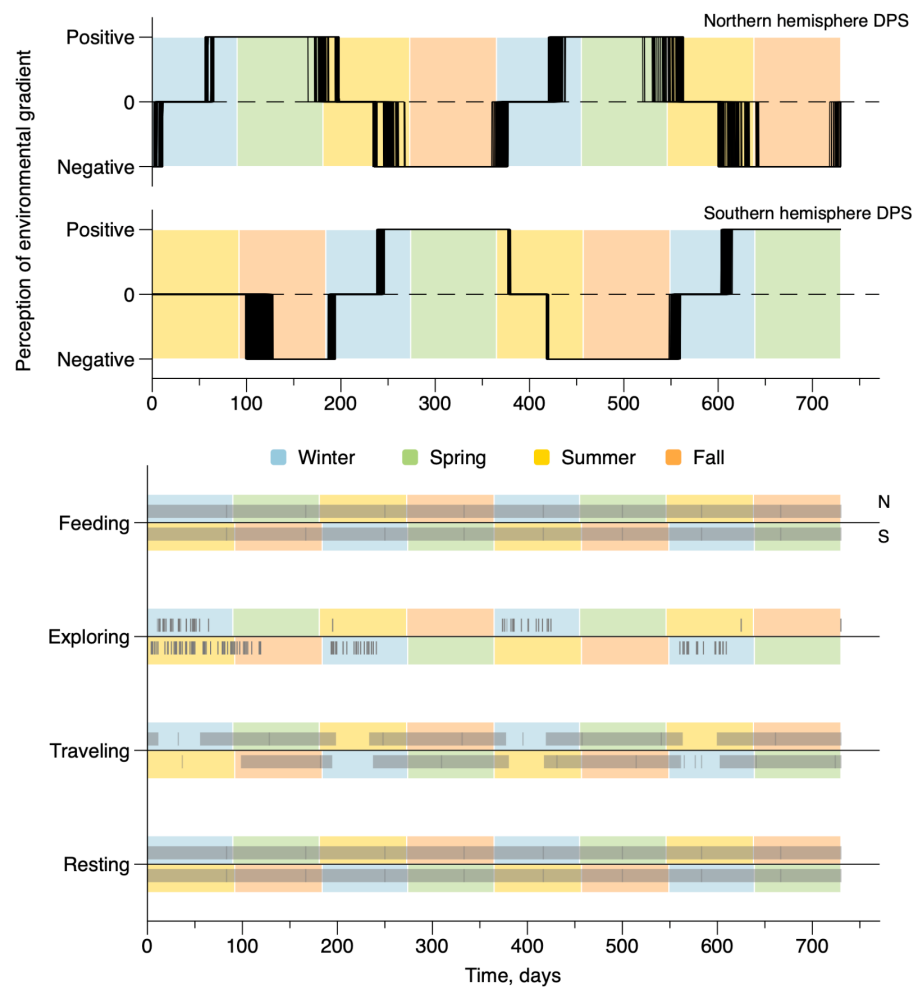 Northern hemisphere DPS
Perception of environmental gradient
Positive
0
Negative
Southern hemisphere DPS
Positive
0
Negative
0 100 200 300 400 500 600 700
Winter Spring Summer Fall
Feeding
N
S
Exploring
Traveling
Resting
0 100 200 300 400 500 600 700
Time, days